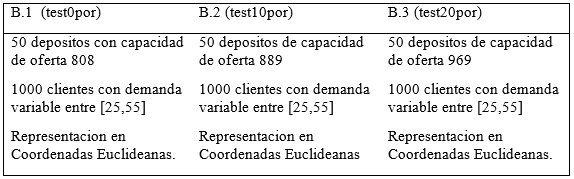 B.1  (test0por)
B.2 (test10por)
B.3 (test20por)
50 depositos con capacidad
de oferta 808
50 depositos de capacidad
de oferta 889
50 depositos de capacidad
de oferta 969
1000 clientes con demanda
variable entre [25,55]
1000 clientes con demanda
variable entre [25,55]
1000 clientes con demanda
variable entre [25,55]
Representacion en
Coordenadas Euclideanas.
Representacion en
Coordenadas Euclideanas
Representacion en
Coordenadas Euclideanas.